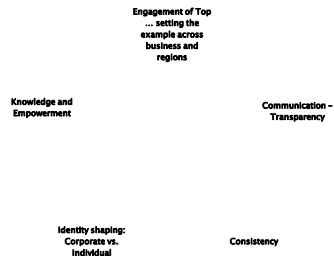 Engagement of Top
... setting the
example across
business and
regions
Knowledge and
Empowerment
Communication –
Transparency
Identity shaping:
Corporate vs.
Individual
Consistency